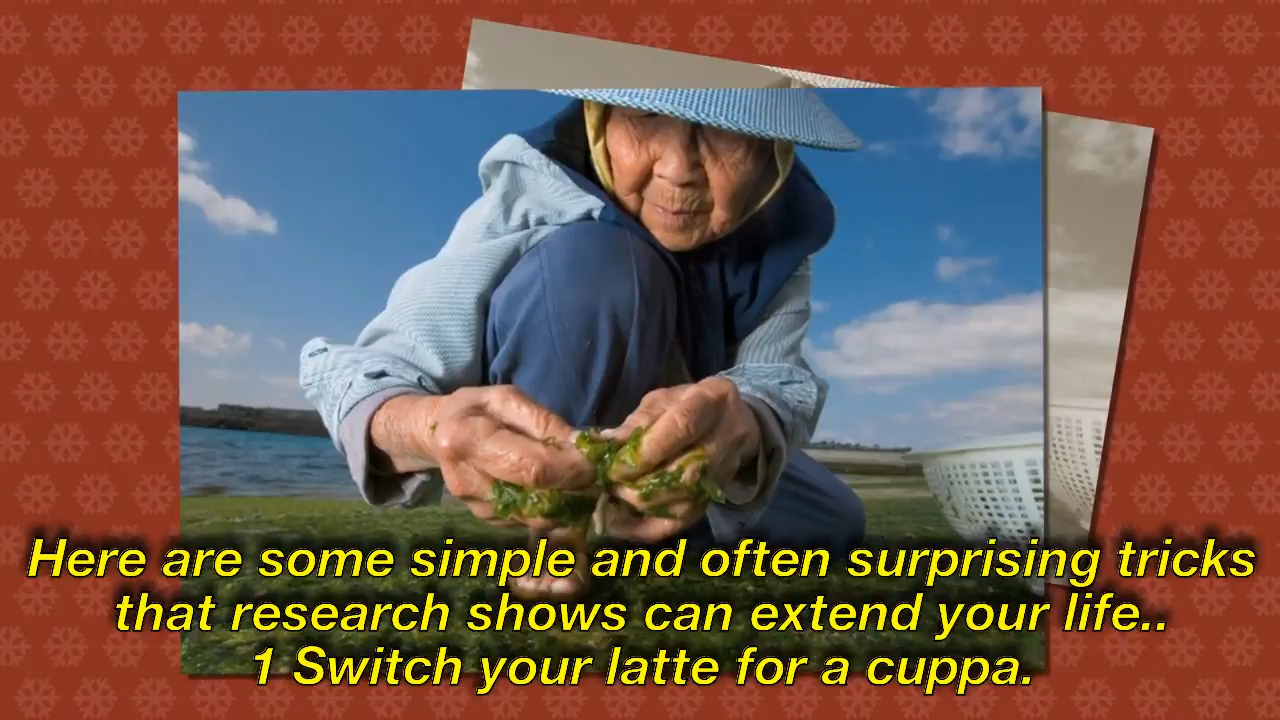 Here are some simple and often surprising tricks
that research shows can extend your life..
1 Switch your latte for a cuppa.